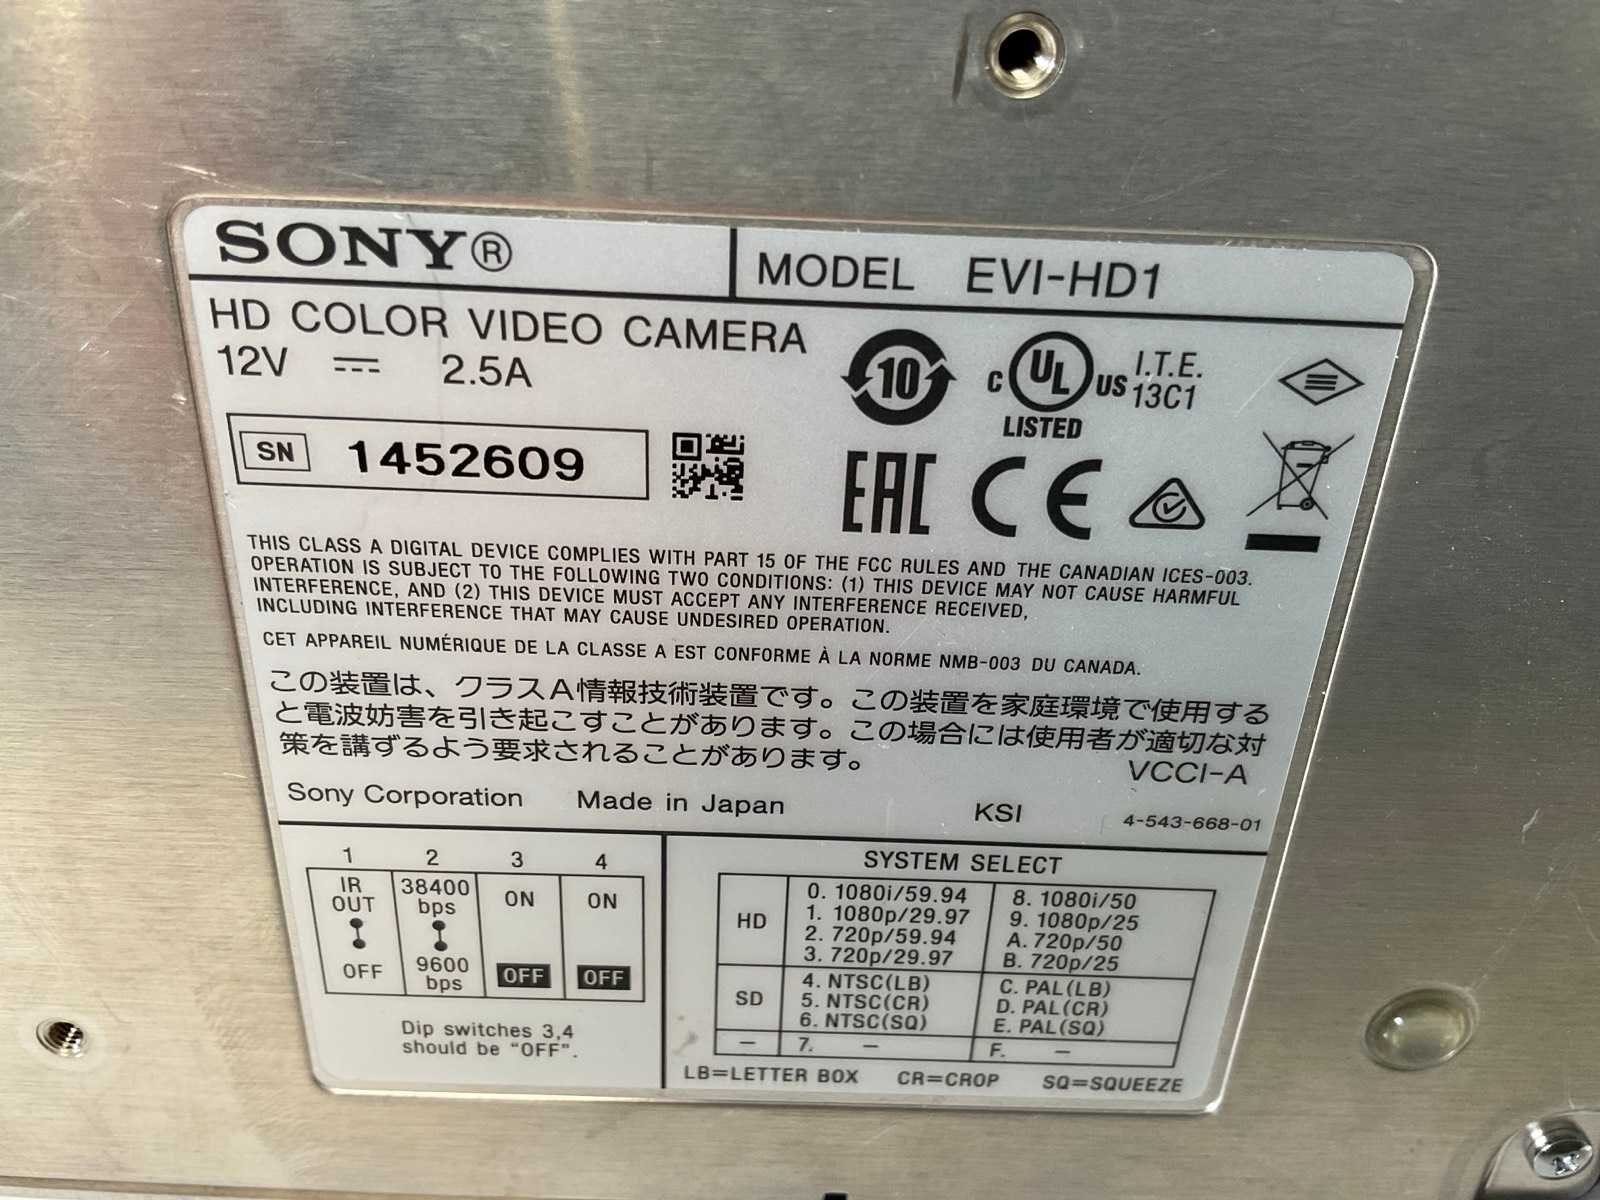 SONY®
MODEL EVI-HD1
HD COLOR VIDEO CAMERA
12V ⎓ 2.5A
10
C UL US I.T.E. 13C1
LISTED
SN 1452609
EAC CE
THIS CLASS A DIGITAL DEVICE COMPLIES WITH PART 15 OF THE FCC RULES AND THE CANADIAN ICES-003.
OPERATION IS SUBJECT TO THE FOLLOWING TWO CONDITIONS: (1) THIS DEVICE MAY NOT CAUSE HARMFUL
INTERFERENCE, AND (2) THIS DEVICE MUST ACCEPT ANY INTERFERENCE RECEIVED,
INCLUDING INTERFERENCE THAT MAY CAUSE UNDESIRED OPERATION.
CET APPAREIL NUMÉRIQUE DE LA CLASSE A EST CONFORME À LA NORME NMB-003 DU CANADA.
この装置は、クラスA情報技術装置です。この装置を家庭環境で使用する
と電波妨害を引き起こすことがあります。この場合には使用者が適切な対
策を講ずるよう要求されることがあります。
VCCI-A
Sony Corporation Made in Japan KSI 4-543-668-01
1 2 3 4
IR OUT 38400 bps ON ON
OFF 9600 bps OFF OFF
Dip switches 3,4
should be "OFF".
SYSTEM SELECT
HD
0. 1080i/59.94 8. 1080i/50
1. 1080p/29.97 9. 1080p/25
2. 720p/59.94 A. 720p/50
3. 720p/29.97 B. 720p/25
SD
4. NTSC(LB) C. PAL(LB)
5. NTSC(CR) D. PAL(CR)
6. NTSC(SQ) E. PAL(SQ)
— 7. — F. —
LB=LETTER BOX CR=CROP SQ=SQUEEZE